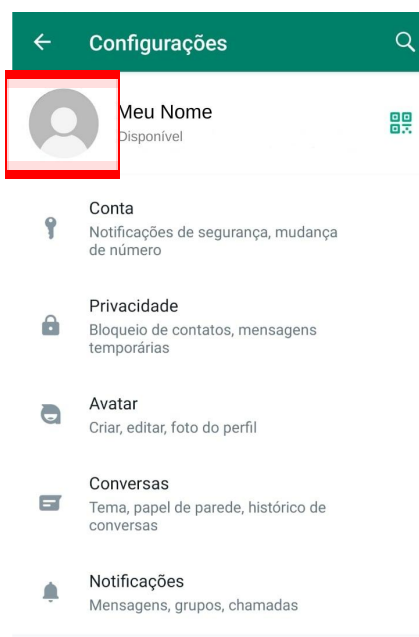 Configurações
Meu Nome
Disponível
Conta
Notificações de segurança, mudança
de número
Privacidade
Bloqueio de contatos, mensagens
temporárias
Avatar
Criar, editar, foto do perfil
Conversas
Tema, papel de parede, histórico de
conversas
Notificações
Mensagens, grupos, chamadas